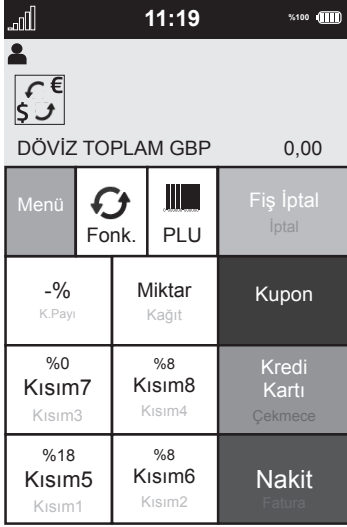 11:19 %100
€
$
DÖVİZ TOPLAM GBP 0,00
Menü Fonk. PLU Fiş İptal
İptal
-% Miktar Kupon
K.Payı Kağıt
%0 %8 Kredi
Kısım7 Kısım8 Kartı
Kısım3 Kısım4 Çekmece
%18 %8
Kısım5 Kısım6 Nakit
Kısım1 Kısım2 Fatura